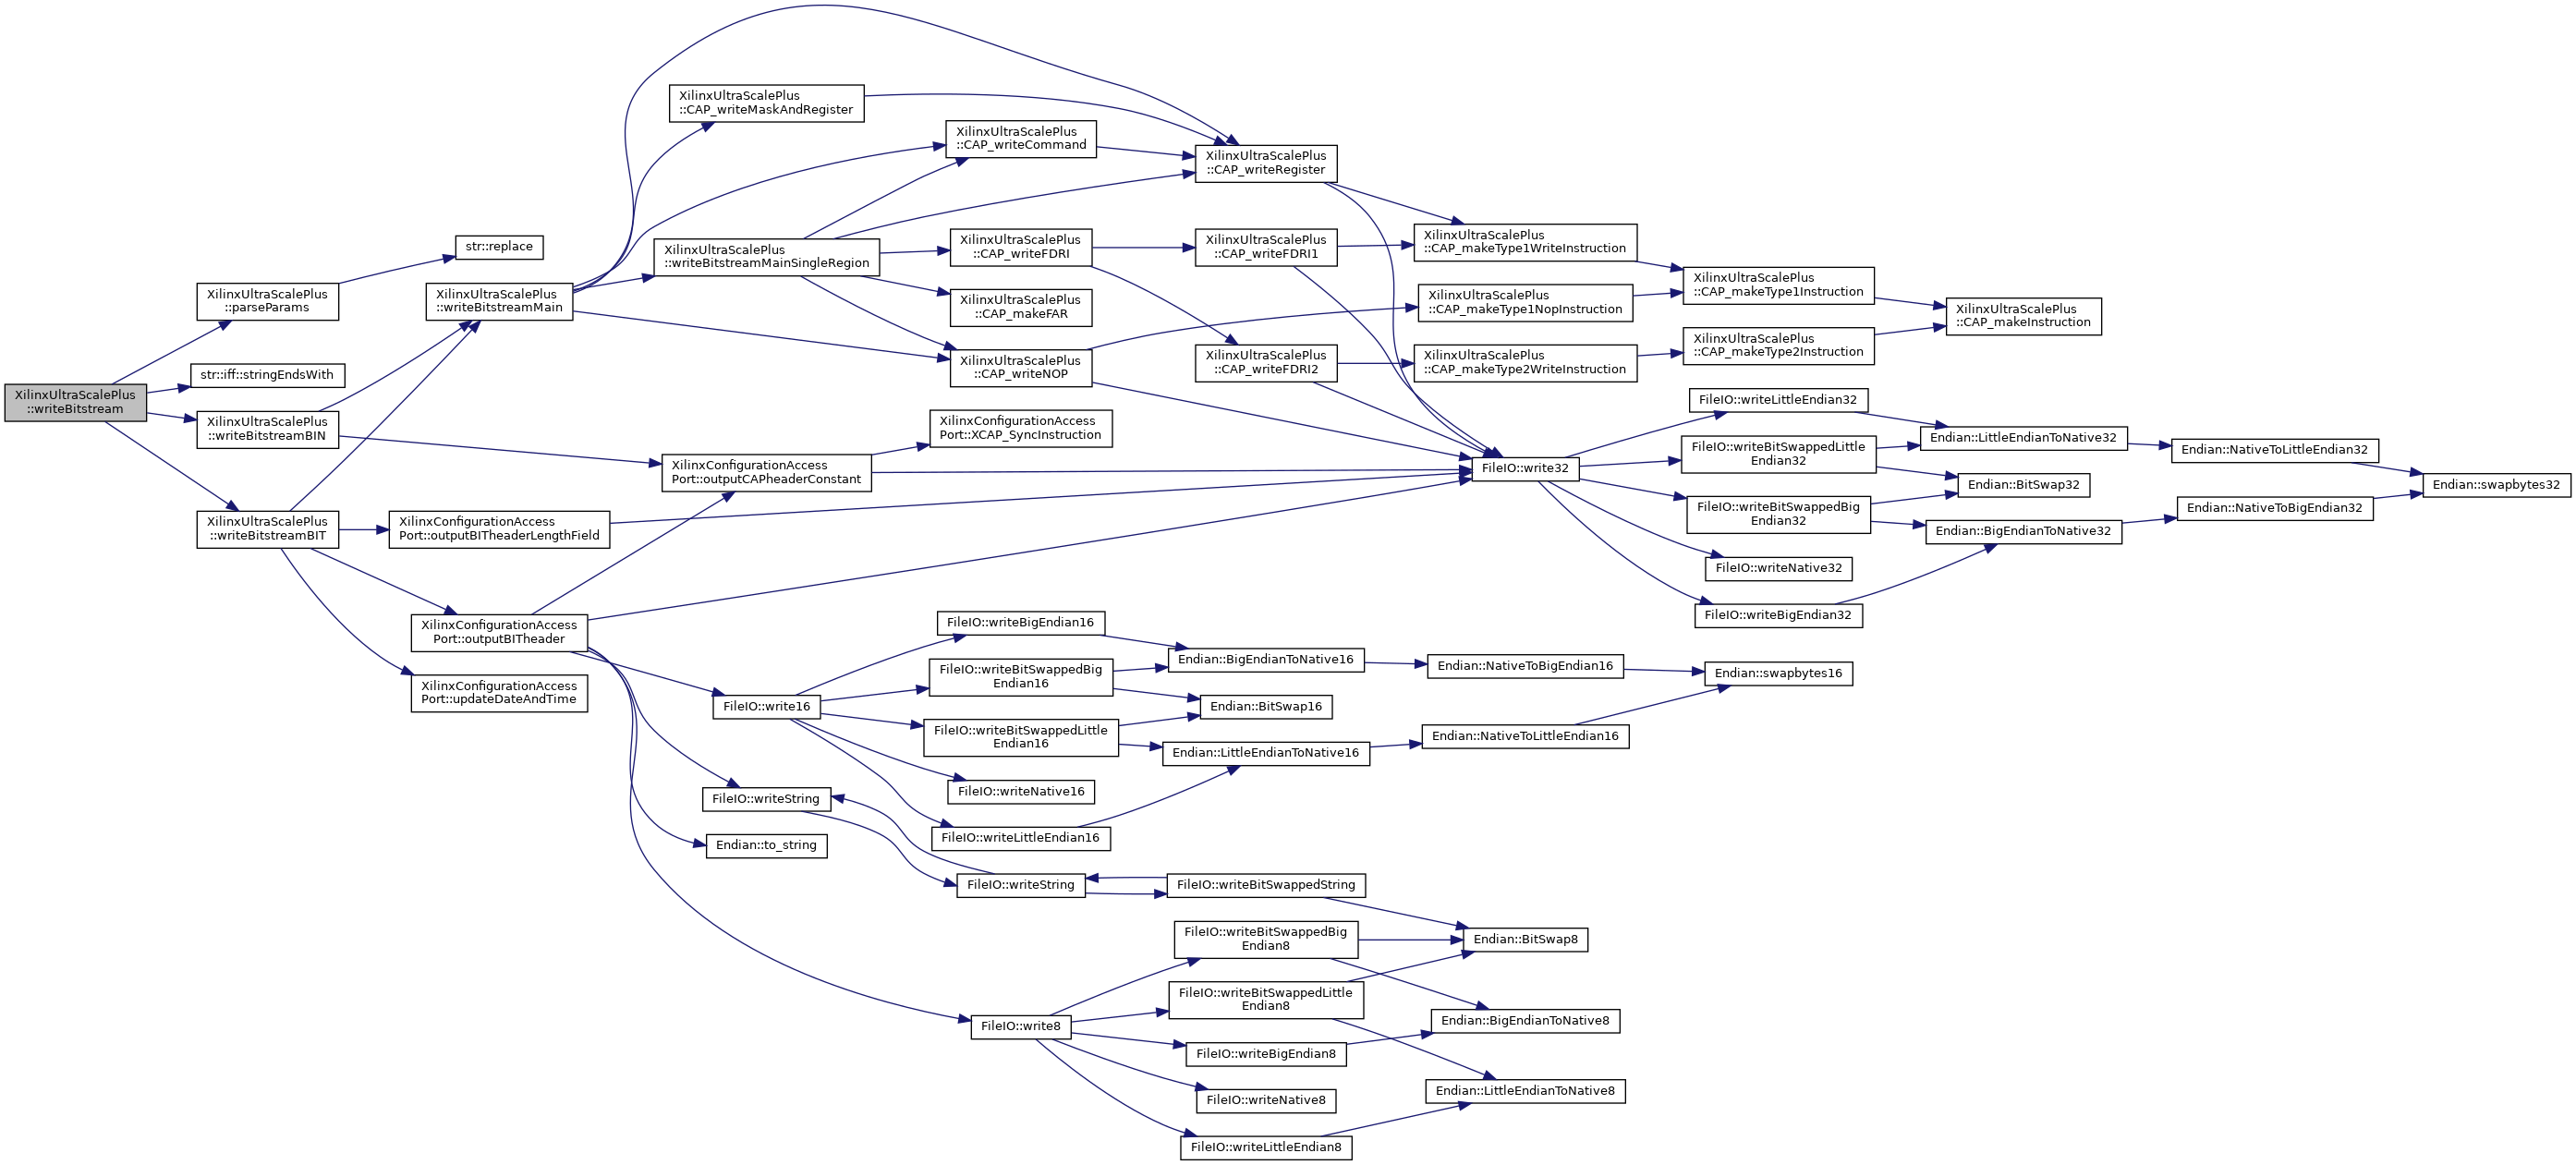 XilinxUltraScalePlus
::writeBitstream
XilinxUltraScalePlus
::parseParams
str::replace
str::iff::stringEndsWith
XilinxUltraScalePlus
::writeBitstreamBIN
XilinxUltraScalePlus
::writeBitstreamBIT
XilinxUltraScalePlus
::writeBitstreamMain
XilinxConfigurationAccess
Port::outputBITheaderLengthField
XilinxConfigurationAccess
Port::outputBITheader
XilinxConfigurationAccess
Port::updateDateAndTime
XilinxUltraScalePlus
::CAP_writeMaskAndRegister
XilinxUltraScalePlus
::writeBitstreamMainSingleRegion
XilinxConfigurationAccess
Port::outputCAPheaderConstant
FileIO::write16
FileIO::writeString
Endian::to_string
XilinxUltraScalePlus
::CAP_writeCommand
XilinxUltraScalePlus
::CAP_writeFDRI
XilinxUltraScalePlus
::CAP_makeFAR
XilinxUltraScalePlus
::CAP_writeNOP
XilinxConfigurationAccess
Port::XCAP_SyncInstruction
FileIO::writeBigEndian16
FileIO::writeBitSwappedBig
Endian16
FileIO::writeBitSwappedLittle
Endian16
FileIO::writeNative16
FileIO::writeLittleEndian16
FileIO::writeString
FileIO::write8
XilinxUltraScalePlus
::CAP_writeRegister
XilinxUltraScalePlus
::CAP_writeFDRI1
XilinxUltraScalePlus
::CAP_writeFDRI2
Endian::BigEndianToNative16
Endian::BitSwap16
Endian::LittleEndianToNative16
FileIO::writeBitSwappedString
FileIO::writeBitSwappedBig
Endian8
FileIO::writeBitSwappedLittle
Endian8
FileIO::writeBigEndian8
FileIO::writeNative8
FileIO::writeLittleEndian8
XilinxUltraScalePlus
::CAP_makeType1WriteInstruction
XilinxUltraScalePlus
::CAP_makeType1NopInstruction
XilinxUltraScalePlus
::CAP_makeType2WriteInstruction
FileIO::write32
Endian::NativeToBigEndian16
Endian::NativeToLittleEndian16
Endian::BitSwap8
Endian::BigEndianToNative8
Endian::LittleEndianToNative8
XilinxUltraScalePlus
::CAP_makeType1Instruction
XilinxUltraScalePlus
::CAP_makeType2Instruction
FileIO::writeLittleEndian32
FileIO::writeBitSwappedLittle
Endian32
FileIO::writeBitSwappedBig
Endian32
FileIO::writeNative32
FileIO::writeBigEndian32
Endian::swapbytes16
XilinxUltraScalePlus
::CAP_makeInstruction
Endian::LittleEndianToNative32
Endian::BitSwap32
Endian::BigEndianToNative32
Endian::NativeToLittleEndian32
Endian::NativeToBigEndian32
Endian::swapbytes32